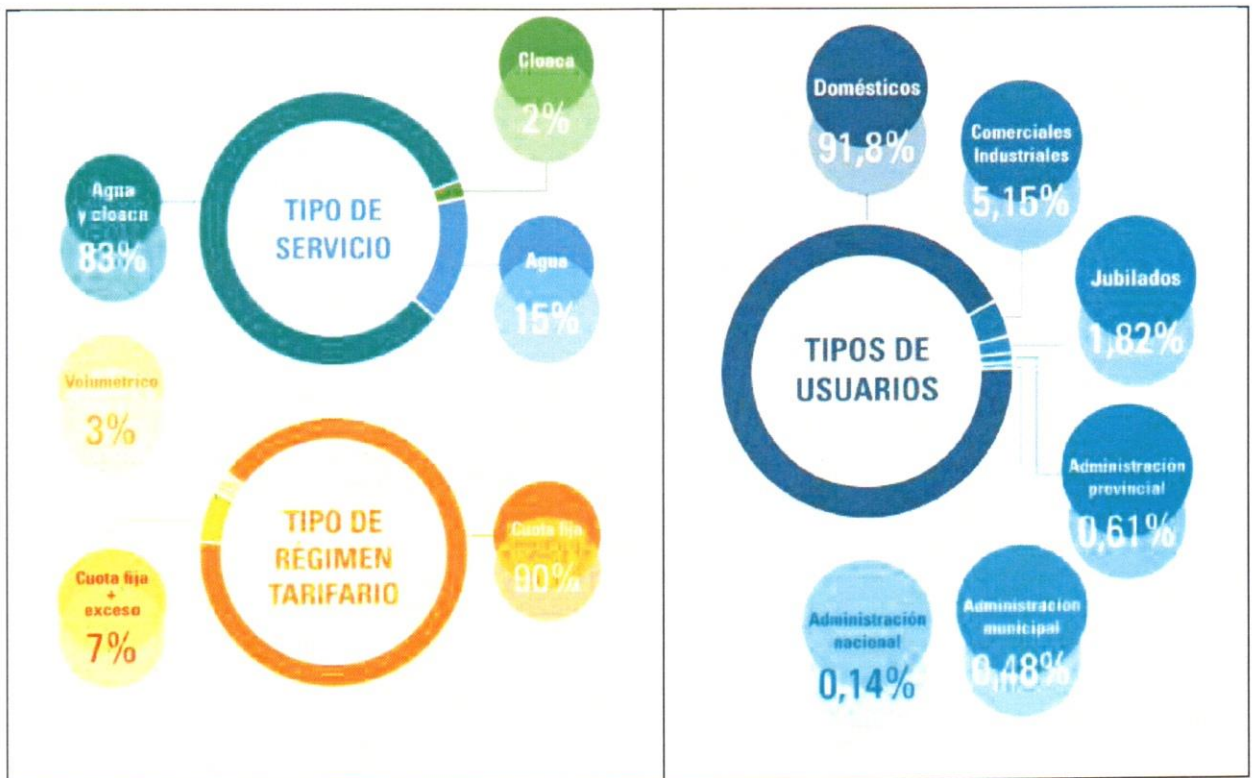 Cloaca
2%
Agua
y cloaca
83%
TIPO DE
SERVICIO
Agua
15%
Volumétrico
3%
TIPO DE
RÉGIMEN
TARIFARIO
Cuota fija
90%
Cuota fija
+
exceso
7%
Domésticos
91,8%
Comerciales
Industriales
5,15%
Jubilados
1,82%
TIPOS DE
USUARIOS
Administración
provincial
0,61%
Administración
nacional
0,14%
Administración
municipal
0,48%